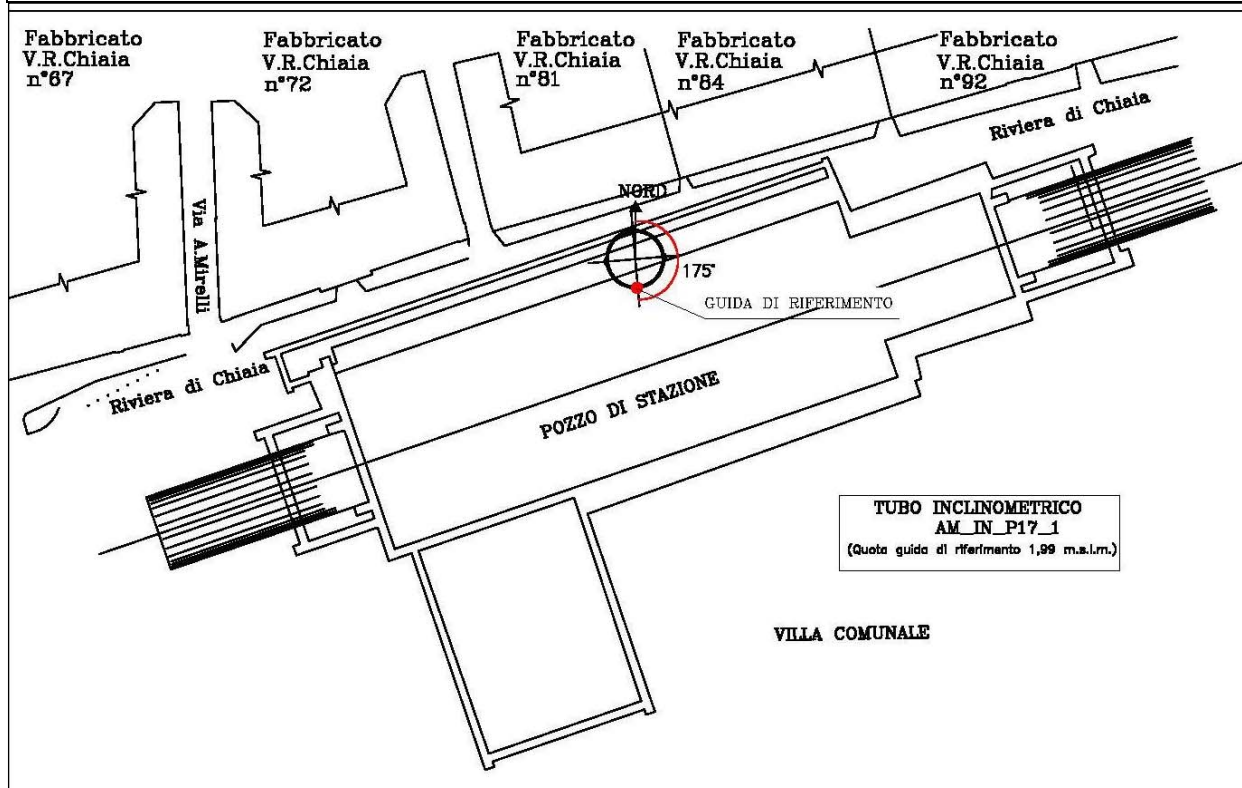 Fabbricato
V.R.Chiaia
n°67
Fabbricato
V.R.Chiaia
n°72
Fabbricato
V.R.Chiaia
n°81
Fabbricato
V.R.Chiaia
n°84
Fabbricato
V.R.Chiaia
n°92
Riviera di Chiaia
Via A.Mirelli
NORD
175°
GUIDA DI RIFERIMENTO
Riviera di Chiaia
POZZO DI STAZIONE
TUBO INCLINOMETRICO
AM_IN_P17_1
(Quota guida di riferimento 1,99 m.s.l.m.)
VILLA COMUNALE